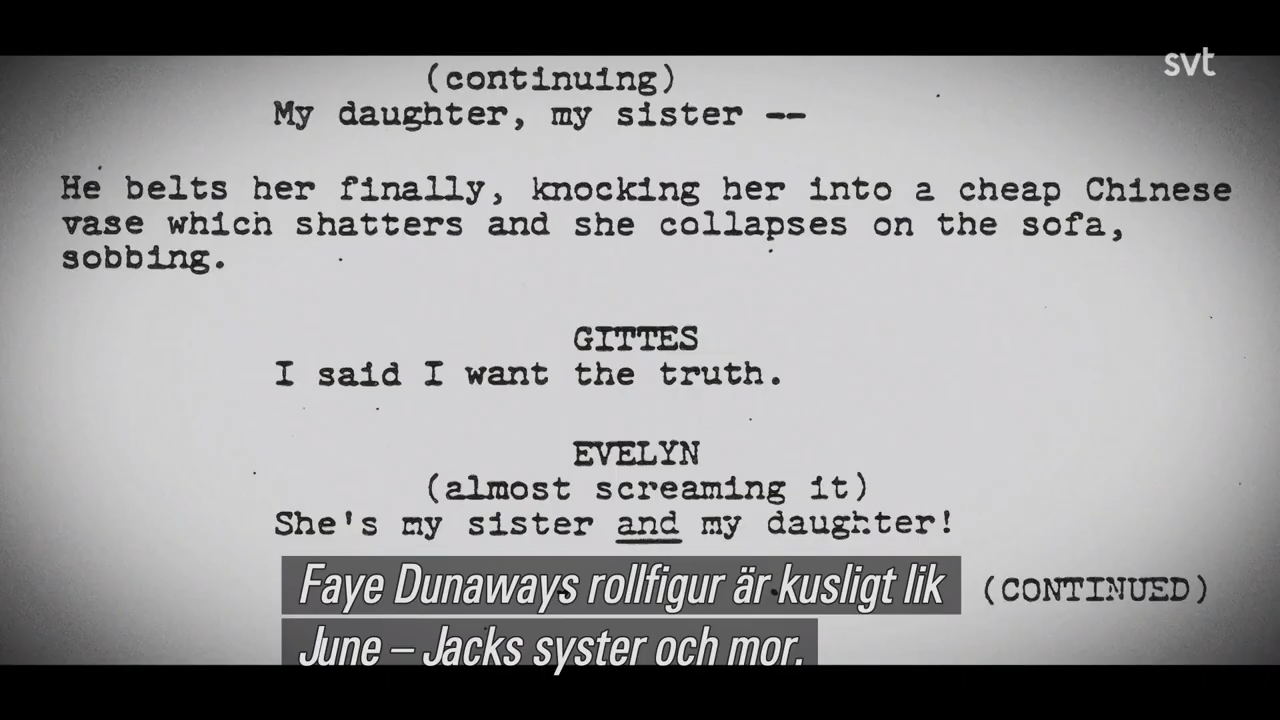 svt
(continuing)
My daughter, my sister --
He belts her finally, knocking her into a cheap Chinese
vase which shatters and she collapses on the sofa,
sobbing.
GITTES
I said I want the truth.
EVELYN
(almost screaming it)
She's my sister and my daughter!
(CONTINUED)
Faye Dunaways rollfigur är kusligt lik
June – Jacks syster och mor.